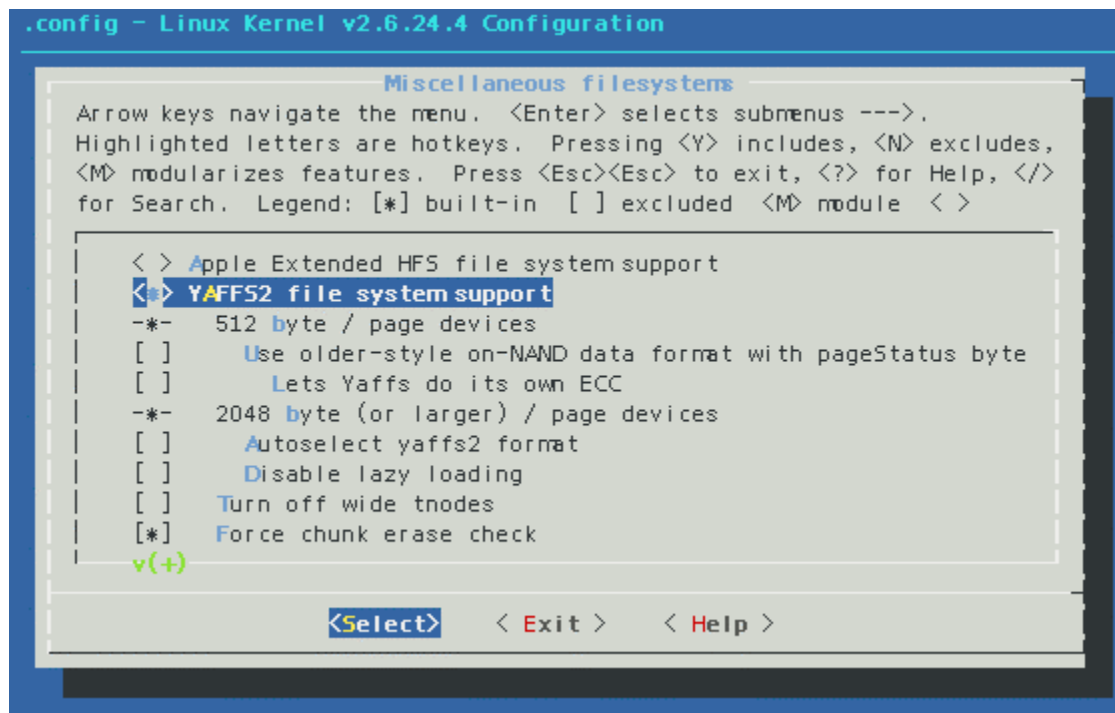 .config - Linux Kernel v2.6.24.4 Configuration
Miscellaneous filesystems
Arrow keys navigate the menu.  <Enter> selects submenus --->.
Highlighted letters are hotkeys.  Pressing <Y> includes, <N> excludes,
<M> modularizes features.  Press <Esc><Esc> to exit, <?> for Help, </>
for Search.  Legend: [*] built-in  [ ] excluded  <M> module  < >
< > Apple Extended HFS file system support
<*> YAFFS2 file system support
-*-   512 byte / page devices
[ ]     Use older-style on-NAND data format with pageStatus byte
[ ]       Lets Yaffs do its own ECC
-*-   2048 byte (or larger) / page devices
[ ]     Autoselect yaffs2 format
[ ]     Disable lazy loading
[ ]   Turn off wide tnodes
[*]   Force chunk erase check
v(+)
<Select>    < Exit >    < Help >